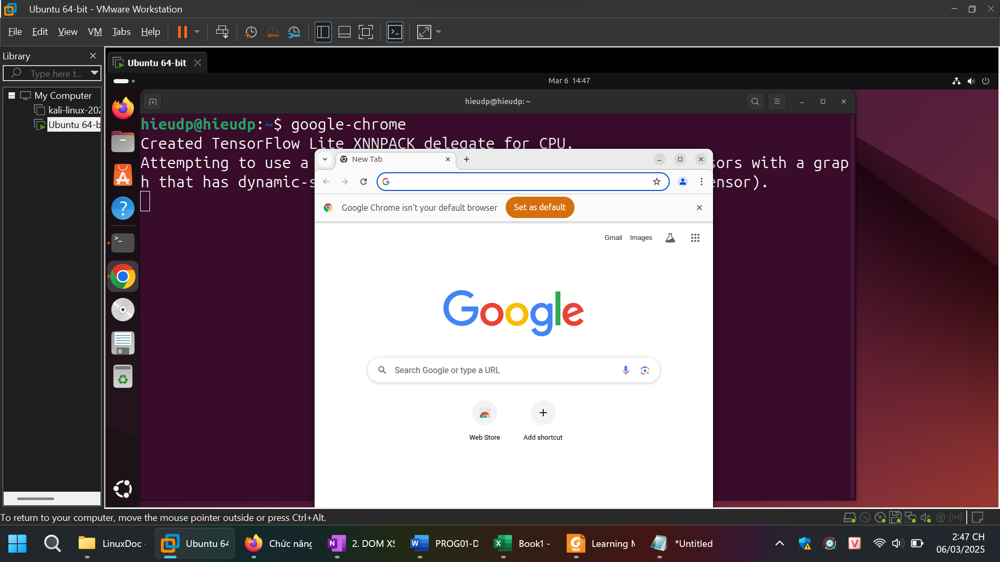 Ubuntu 64-bit - VMware Workstation
File Edit View VM Tabs Help
Library
Type here t...
My Computer
kali-linux-202
Ubuntu 64-b
Ubuntu 64-bit
Mar 6 14:47
hieudp@hieudp: ~
hieudp@hieudp:~$ google-chrome
Created TensorFlow Lite XNNPACK delegate for CPU.
Attempting to use a sors with a grap
h that has dynamic-s ensor).
New Tab
Google Chrome isn't your default browser
Set as default
Gmail Images
Google
Search Google or type a URL
Web Store
Add shortcut
To return to your computer, move the mouse pointer outside or press Ctrl+Alt.
LinuxDoc
Ubuntu 64
Chức năng
2. DOM XS
PROG01-D
Book1 -
PDF
Learning M
*Untitled
2:47 CH
06/03/2025